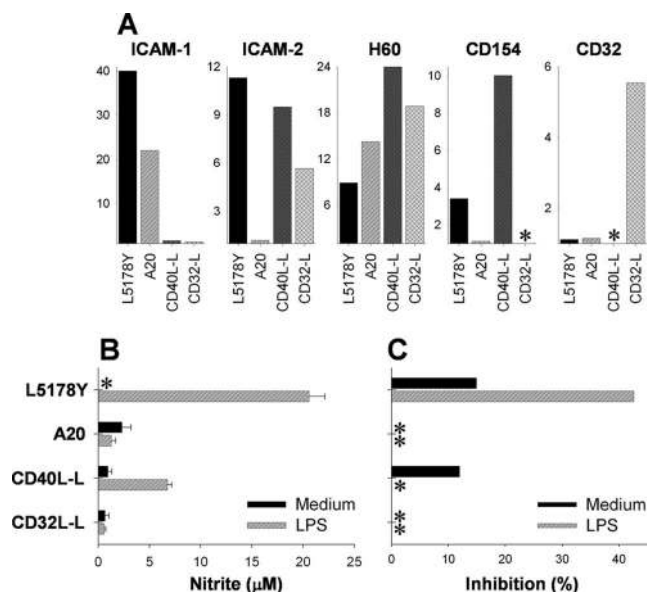 A
ICAM-1 ICAM-2 H60 CD154 CD32
40 30 20 10
12 9 6 3
24 18 12 6
10 8 6 4 2
6 4 2
* *
L5178Y A20 CD40L-L CD32-L L5178Y A20 CD40L-L CD32-L L5178Y A20 CD40L-L CD32-L L5178Y A20 CD40L-L CD32-L L5178Y A20 CD40L-L CD32-L
B C
L5178Y *
A20 * *
CD40L-L *
CD32L-L * *
Medium Medium
LPS LPS
0 5 10 15 20 25 0 10 20 30 40
Nitrite (µM) Inhibition (%)